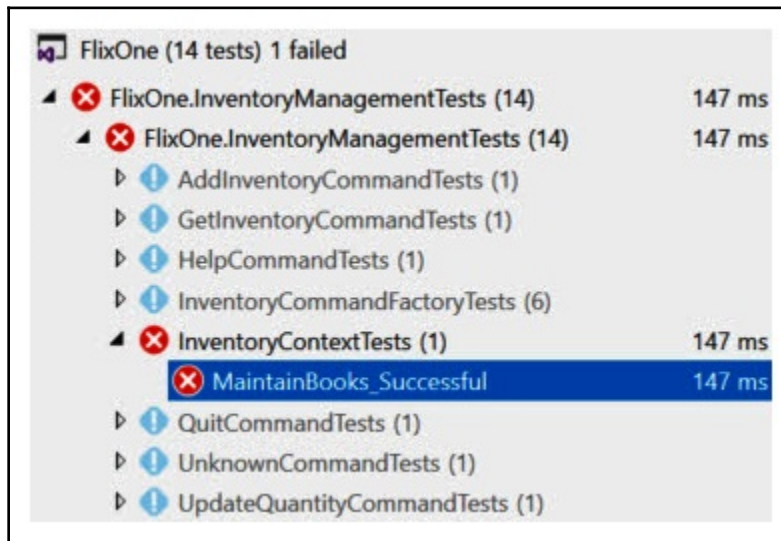 FlixOne (14 tests) 1 failed
FlixOne.InventoryManagementTests (14) 147 ms
FlixOne.InventoryManagementTests (14) 147 ms
AddInventoryCommandTests (1)
GetInventoryCommandTests (1)
HelpCommandTests (1)
InventoryCommandFactoryTests (6)
InventoryContextTests (1) 147 ms
MaintainBooks_Successful 147 ms
QuitCommandTests (1)
UnknownCommandTests (1)
UpdateQuantityCommandTests (1)